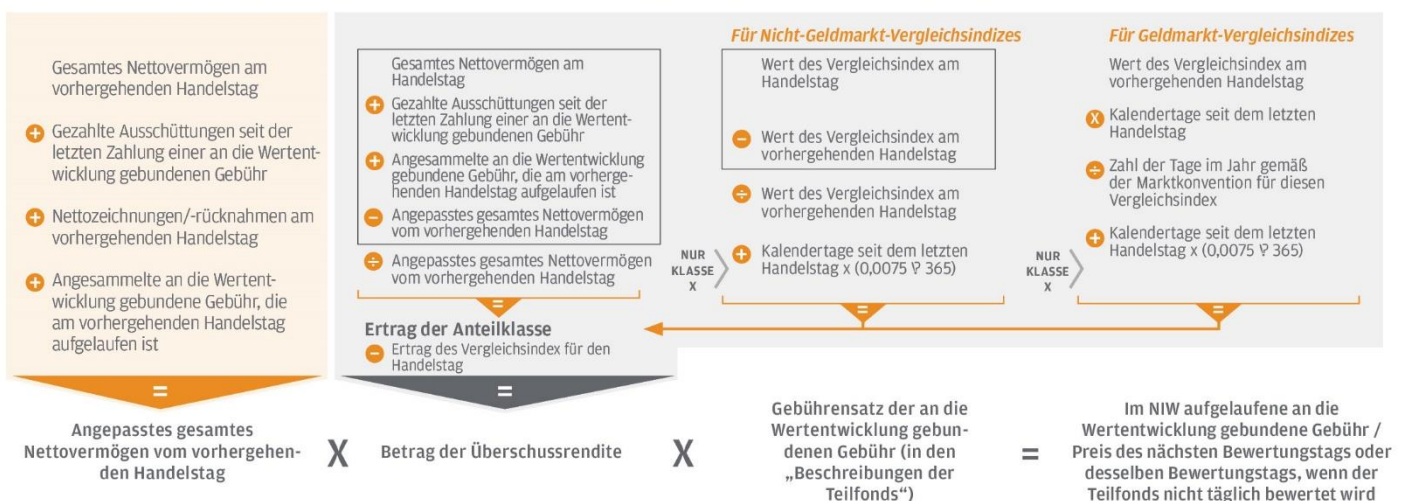 Gesamtes Nettovermögen am
vorhergehenden Handelstag
+ Gezahlte Ausschüttungen seit der
letzten Zahlung einer an die Wertent-
wicklung gebundenen Gebühr
+ Nettozeichnungen/-rücknahmen am
vorhergehenden Handelstag
+ Angesammelte an die Wertent-
wicklung gebundene Gebühr, die
am vorhergehenden Handelstag
aufgelaufen ist
=
Angepasstes gesamtes
Nettovermögen vom vorhergehen-
den Handelstag
X
Gesamtes Nettovermögen am
Handelstag
+ Gezahlte Ausschüttungen seit der
letzten Zahlung einer an die Wertent-
wicklung gebundenen Gebühr
+ Angesammelte an die Wertentwicklung
gebundene Gebühr, die am vorherge-
henden Handelstag aufgelaufen ist
− Angepasstes gesamtes Nettovermögen
vom vorhergehenden Handelstag
÷ Angepasstes gesamtes Nettovermögen
vom vorhergehenden Handelstag
=
Ertrag der Anteilklasse
− Ertrag des Vergleichsindex für den
Handelstag
=
Betrag der Überschussrendite
X
Für Nicht-Geldmarkt-Vergleichsindizes
Wert des Vergleichsindex am
Handelstag
− Wert des Vergleichsindex am
vorhergehenden Handelstag
÷ Wert des Vergleichsindex am
vorhergehenden Handelstag
NUR
KLASSE
X
+ Kalendertage seit dem letzten
Handelstag x (0,0075 ⅋ 365)
=
Für Geldmarkt-Vergleichsindizes
Wert des Vergleichsindex am
vorhergehenden Handelstag
X Kalendertage seit dem letzten
Handelstag
÷ Zahl der Tage im Jahr gemäß
der Marktkonvention für diesen
Vergleichsindex
NUR
KLASSE
X
+ Kalendertage seit dem letzten
Handelstag x (0,0075 ⅋ 365)
=
Gebührensatz der an die
Wertentwicklung gebun-
denen Gebühr (in den
„Beschreibungen der
Teilfonds“)
=
Im NIW aufgelaufene an die
Wertentwicklung gebundene Gebühr /
Preis des nächsten Bewertungstags oder
desselben Bewertungstags, wenn der
Teilfonds nicht täglich bewertet wird